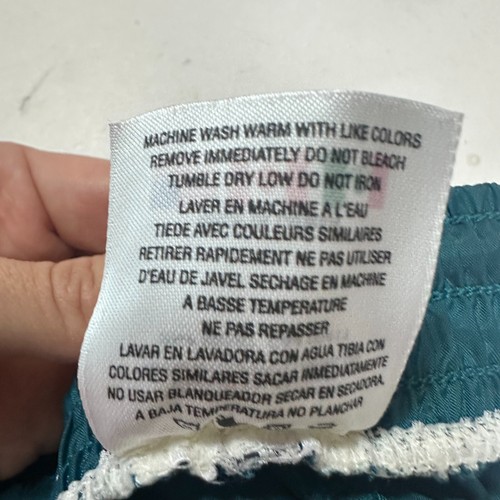 MACHINE WASH WARM WITH LIKE COLORS
REMOVE IMMEDIATELY DO NOT BLEACH
TUMBLE DRY LOW DO NOT IRON
LAVER EN MACHINE A L'EAU
TIEDE AVEC COULEURS SIMILAIRES
RETIRER RAPIDEMENT NE PAS UTILISER
D'EAU DE JAVEL SECHAGE EN MACHINE
A BASSE TEMPERATURE
NE PAS REPASSER
LAVAR EN LAVADORA CON AGUA TIBIA CON
COLORES SIMILARES SACAR INMEDIATAMENTE
NO USAR BLANQUEADOR SECAR EN SECADORA,
A BAJA TEMPERATURA NO PLANCHAR